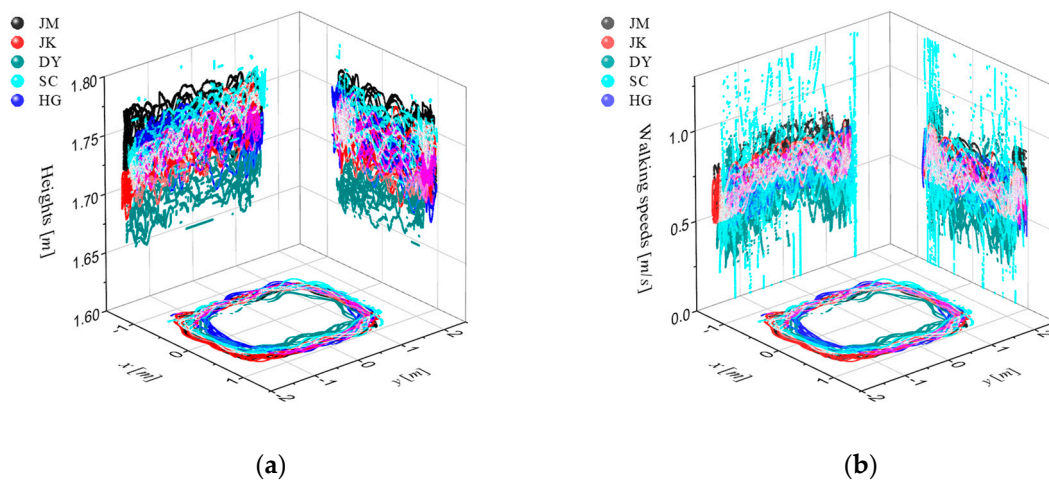 JM
JK
DY
SC
HG
Heights [m]
1.80
1.75
1.70
1.65
1.60
-1
0
1
x [m]
-2
-1
0
1
2
y [m]
(a)
JM
JK
DY
SC
HG
Walking speds [m/s]
1.0
0.5
0.0
-1
0
1
x [m]
-2
-1
0
1
2
y [m]
(b)